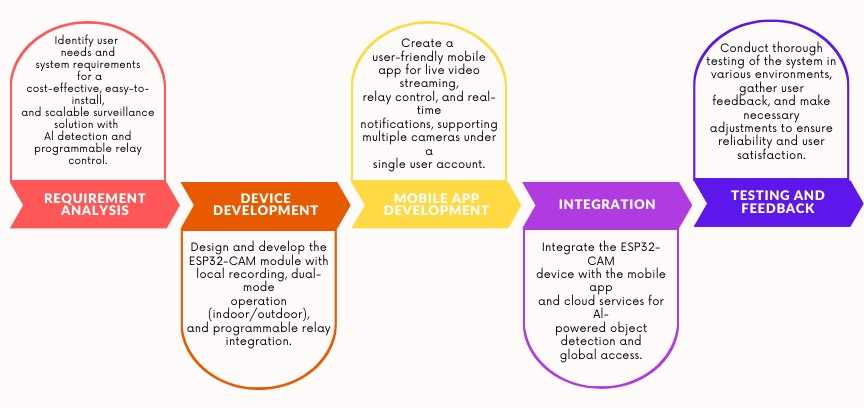 Identify user
needs and
system requirements
for a
cost-effective, easy-to-
install,
and scalable surveillance
solution with
AI detection and
programmable relay
control.
REQUIREMENT
ANALYSIS
DEVICE
DEVELOPMENT
Design and develop the
ESP32-CAM module with
local recording, dual-
mode
operation
(indoor/outdoor),
and programmable relay
integration.
Create a
user-friendly mobile
app for live video
streaming,
relay control, and real-
time
notifications, supporting
multiple cameras under
a
single user account.
MOBILE APP
DEVELOPMENT
INTEGRATION
Integrate the ESP32-
CAM
device with the mobile
app
and cloud services for
AI-
powered object
detection and
global access.
Conduct thorough
testing of the system in
various environments,
gather user
feedback, and make
necessary
adjustments to ensure
reliability and user
satisfaction.
TESTING AND
FEEDBACK